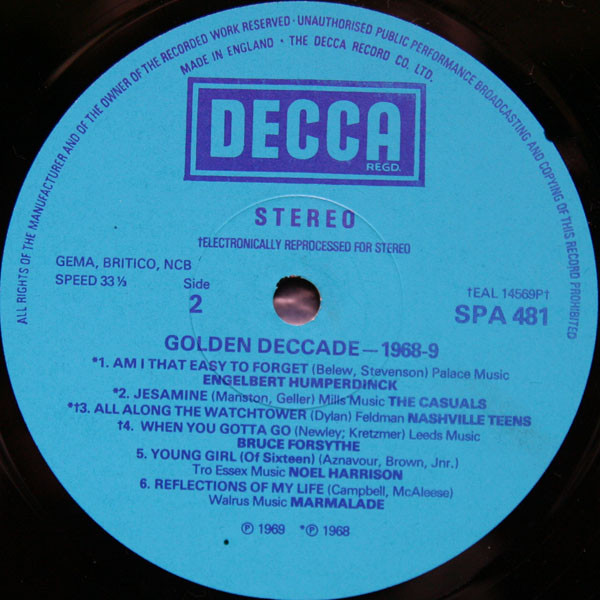 ALL RIGHTS OF THE MANUFACTURER AND OF THE OWNER OF THE RECORDED WORK RESERVED · UNAUTHORISED PUBLIC PERFORMANCE BROADCASTING AND COPYING OF THIS RECORD PROHIBITED
MADE IN ENGLAND · THE DECCA RECORD CO. LTD.
DECCA
REGD.
STEREO
†ELECTRONICALLY REPROCESSED FOR STEREO
GEMA, BRITICO, NCB
SPEED 33⅓
Side
2
†EAL 14569P†
SPA 481
GOLDEN DECCADE—1968-9
*1. AM I THAT EASY TO FORGET (Belew, Stevenson) Palace Music
ENGELBERT HUMPERDINCK
*2. JESAMINE (Manston, Geller) Mills Music THE CASUALS
*†3. ALL ALONG THE WATCHTOWER (Dylan) Feldman NASHVILLE TEENS
†4. WHEN YOU GOTTA GO (Newley; Kretzmer) Leeds Music
BRUCE FORSYTHE
5. YOUNG GIRL (Of Sixteen) (Aznavour, Brown, Jnr.)
Tro Essex Music NOEL HARRISON
6. REFLECTIONS OF MY LIFE (Campbell, McAleese)
Walrus Music MARMALADE
℗ 1969 *℗ 1968